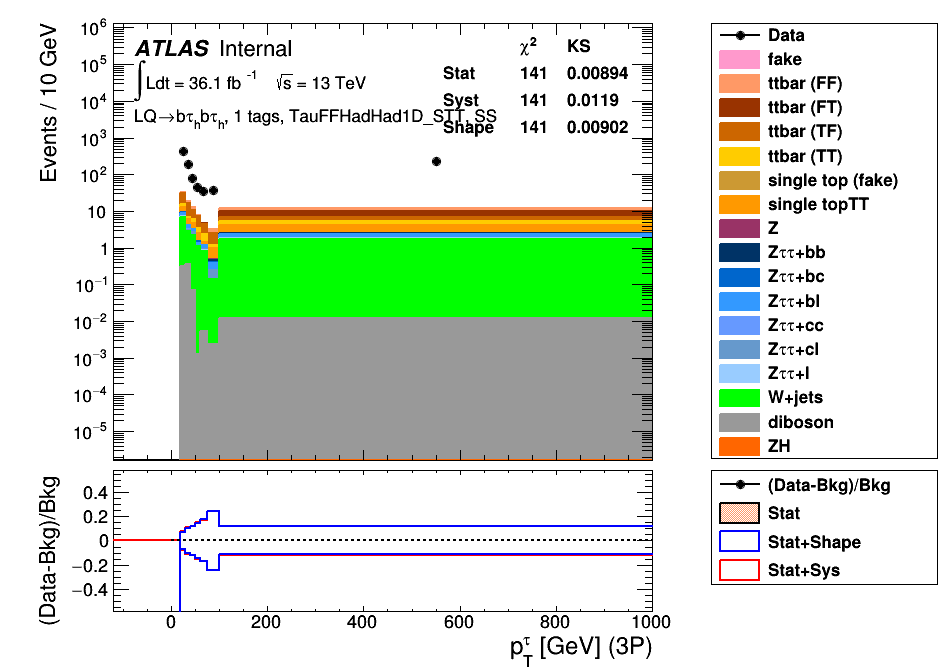 ATLAS Internal
∫Ldt = 36.1 fb⁻¹ √s = 13 TeV
LQ→bτₕbτₕ, 1 tags, TauFFHadHad1D_STT, SS
χ² KS
Stat 141 0.00894
Syst 141 0.0119
Shape 141 0.00902
Events / 10 GeV
10⁶
10⁵
10⁴
10³
10²
10
1
10⁻¹
10⁻²
10⁻³
10⁻⁴
10⁻⁵
Data
fake
ttbar (FF)
ttbar (FT)
ttbar (TF)
ttbar (TT)
single top (fake)
single topTT
Z
Zττ+bb
Zττ+bc
Zττ+bl
Zττ+cc
Zττ+cl
Zττ+l
W+jets
diboson
ZH
(Data-Bkg)/Bkg
0.4
0.2
0
−0.2
−0.4
0 200 400 600 800 1000
p_T^τ [GeV] (3P)
(Data-Bkg)/Bkg
Stat
Stat+Shape
Stat+Sys